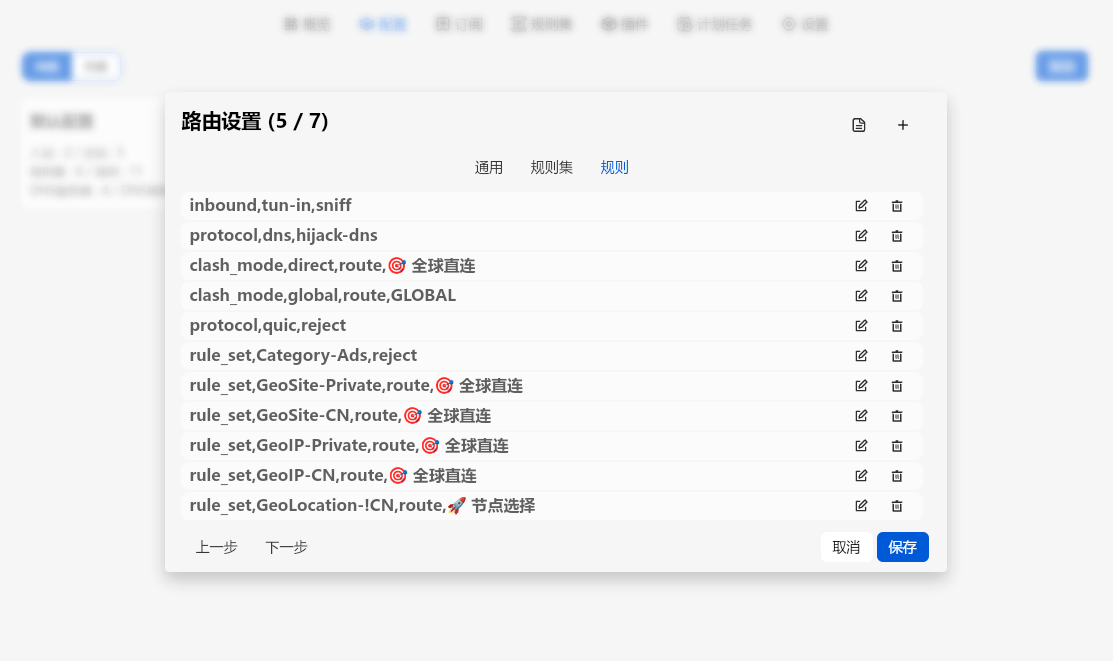 路由设置 (5 / 7)
通用 规则集 规则
inbound,tun-in,sniff
protocol,dns,hijack-dns
clash_mode,direct,route,🎯 全球直连
clash_mode,global,route,GLOBAL
protocol,quic,reject
rule_set,Category-Ads,reject
rule_set,GeoSite-Private,route,🎯 全球直连
rule_set,GeoSite-CN,route,🎯 全球直连
rule_set,GeoIP-Private,route,🎯 全球直连
rule_set,GeoIP-CN,route,🎯 全球直连
rule_set,GeoLocation-!CN,route,🚀 节点选择
上一步 下一步 取消 保存